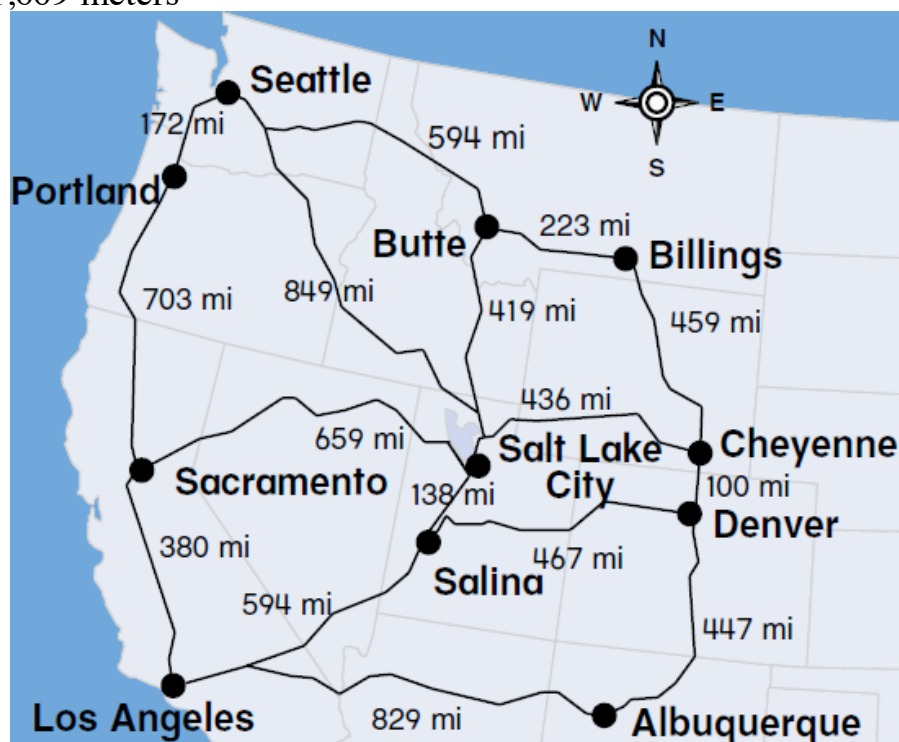 ,609 meters
N
Seattle
W E
172 mi
594 mi
S
Portland
Butte
223 mi
Billings
703 mi
849 mi
419 mi
459 mi
436 mi
659 mi
Salt Lake
City
Cheyenne
Sacramento
138 mi
100 mi
Denver
380 mi
467 mi
Salina
594 mi
447 mi
Los Angeles
829 mi
Albuquerque